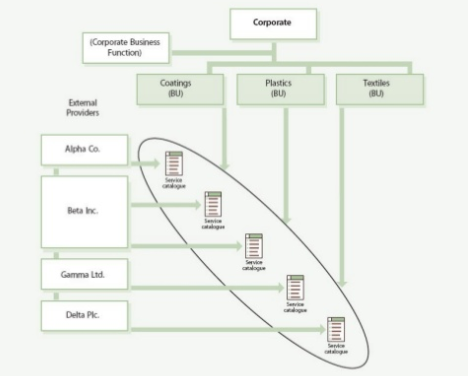 Corporate
(Corporate Business
Function)
Coatings
(BU)
Plastics
(BU)
Textiles
(BU)
External
Providers
Alpha Co.
Service
catalogue
Beta Inc.
Service
catalogue
Service
catalogue
Gamma Ltd.
Service
catalogue
Delta Plc.
Service
catalogue